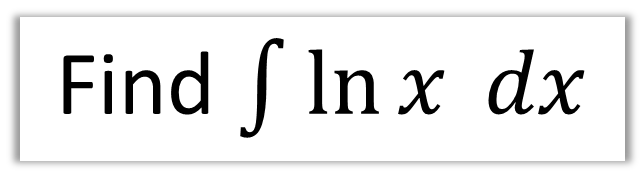 Find ∫ ln x dx